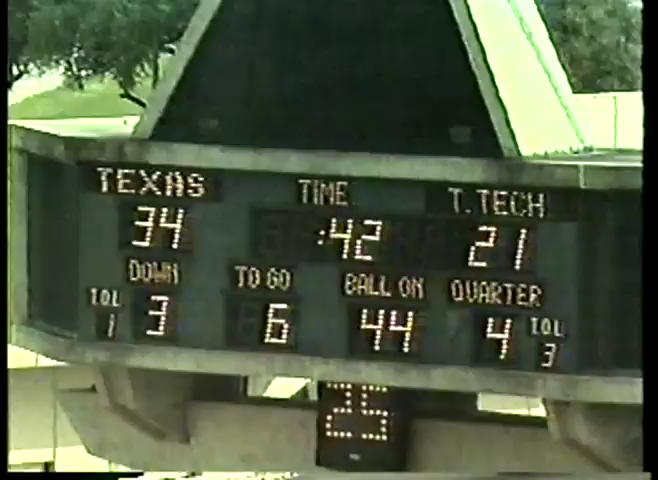 TEXAS TIME T.TECH
34 :42 21
DOWN TO GO BALL ON QUARTER
TOL 1 3 6 44 4 TOL 3
25